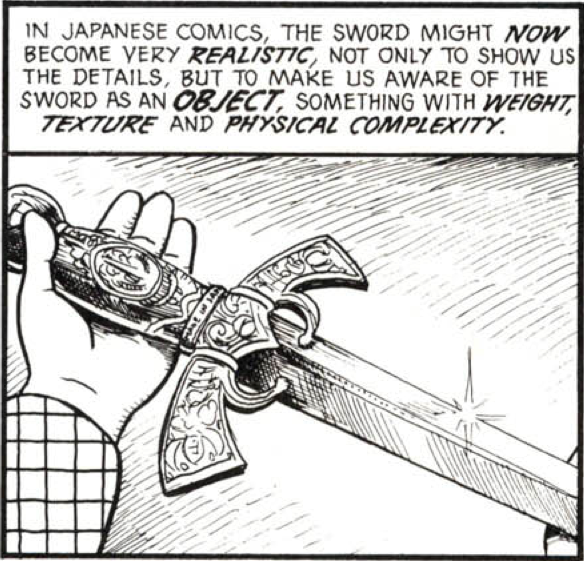 IN JAPANESE COMICS, THE SWORD MIGHT NOW
BECOME VERY REALISTIC, NOT ONLY TO SHOW US
THE DETAILS, BUT TO MAKE US AWARE OF THE
SWORD AS AN OBJECT, SOMETHING WITH WEIGHT,
TEXTURE AND PHYSICAL COMPLEXITY.